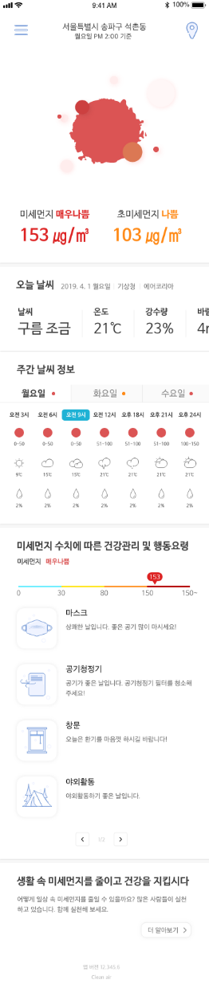 9:41 AM 100%
서울특별시 송파구 석촌동
월요일 PM 2:00 기준
미세먼지 매우나쁨 초미세먼지 나쁨
153 ㎍/㎥ 103 ㎍/㎥
오늘 날씨 2019. 4. 1 월요일 | 기상청 | 에어코리아
날씨 온도 강수량 바람
구름 조금 21℃ 23% 4m
주간 날씨 정보
월요일 화요일 수요일
오전 3시 오전 6시 오전 9시 오전 12시 오후 18시 오후 21시 오후 24시
0~50 0~50 0~50 51~100 51~100 51~100 100~150
9℃ 15℃ 15℃ 21℃ 21℃ 21℃ 21℃
2% 2% 2% 2% 2% 2% 2%
미세먼지 수치에 따른 건강관리 및 행동요령
미세먼지 매우나쁨
153
0 30 80 150 150~
마스크
상쾌한 날입니다. 좋은 공기 많이 마시세요!
공기청정기
공기가 좋은 날입니다. 공기청정기 필터를 청소해
주세요!
창문
오늘은 환기를 마음껏 하시길 바랍니다!
야외활동
야외활동하기 좋은 날입니다.
1/2
생활 속 미세먼지를 줄이고 건강을 지킵시다
어떻게 일상 속 미세먼지를 줄일 수 있을까요? 많은 사람들이 실천
하고 있습니다. 함께 실천해 보세요.
더 알아보기
앱 버전 12.345.6
Clean air